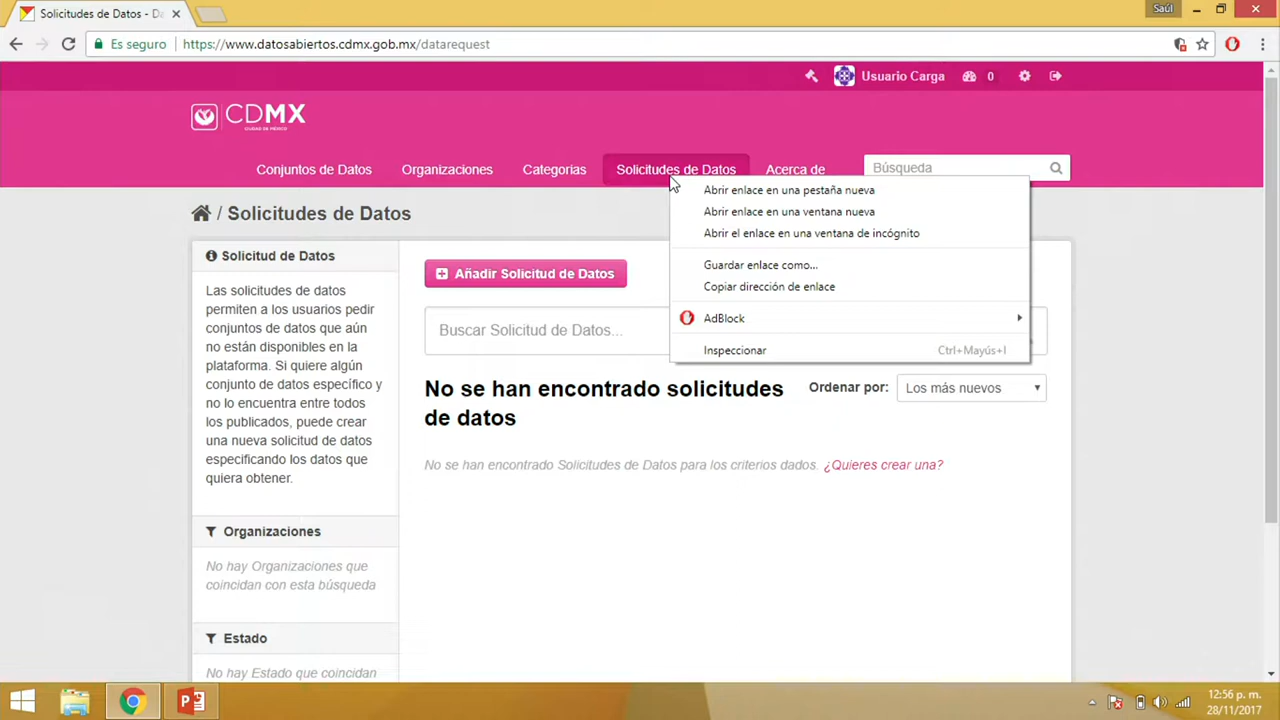 Solicitudes de Datos - Da
Saúl
Es seguro
https://www.datosabiertos.cdmx.gob.mx/datarequest
Usuario Carga
0
CDMX
CIUDAD DE MÉXICO
Conjuntos de Datos
Organizaciones
Categorias
Solicitudes de Datos
Acerca de
Búsqueda
Abrir enlace en una pestaña nueva
Abrir enlace en una ventana nueva
Abrir el enlace en una ventana de incógnito
Guardar enlace como...
Copiar dirección de enlace
AdBlock
Inspeccionar Ctrl+Mayús+I
/ Solicitudes de Datos
Solicitud de Datos
Las solicitudes de datos
permiten a los usuarios pedir
conjuntos de datos que aún
no están disponibles en la
plataforma. Si quiere algún
conjunto de datos específico y
no lo encuentra entre todos
los publicados, puede crear
una nueva solicitud de datos
especificando los datos que
quiera obtener.
Organizaciones
No hay Organizaciones que
coincidan con esta búsqueda
Estado
No hay Estado que coincidan
Añadir Solicitud de Datos
Buscar Solicitud de Datos...
No se han encontrado solicitudes
de datos
Ordenar por:
Los más nuevos
No se han encontrado Solicitudes de Datos para los criterios dados. ¿Quieres crear una?
12:56 p. m.
28/11/2017